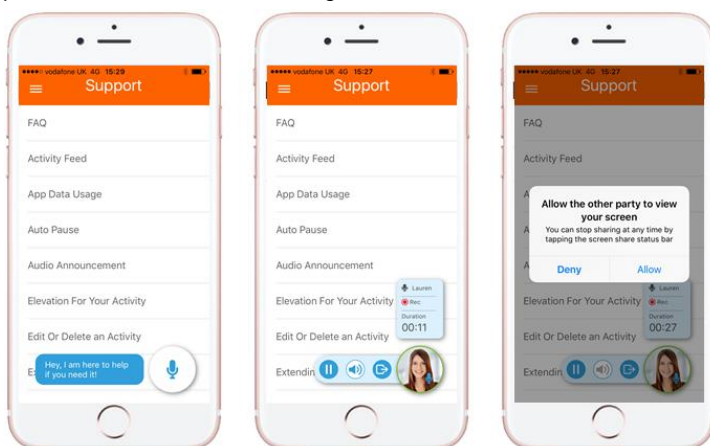 vodafone UK 4G 15:29
Support
FAQ
Activity Feed
App Data Usage
Auto Pause
Audio Announcement
Elevation For Your Activity
Edit Or Delete an Activity
E
Hey, I am here to help
if you need it!
vodafone UK 4G 15:27
Support
FAQ
Activity Feed
App Data Usage
Auto Pause
Audio Announcement
Elevation For Your Activity
Edit Or Delete an Activity
Extendin
Lauren
Rec
Duration
00:11
vodafone UK 4G 15:27
Support
FAQ
Activity Feed
A
Allow the other party to view
your screen
You can stop sharing at any time by
tapping the screen share status bar
Deny
Allow
A
A
Elevation For Your Activity
Edit Or Delete an Activity
Extendin
Lauren
Rec
Duration
00:27